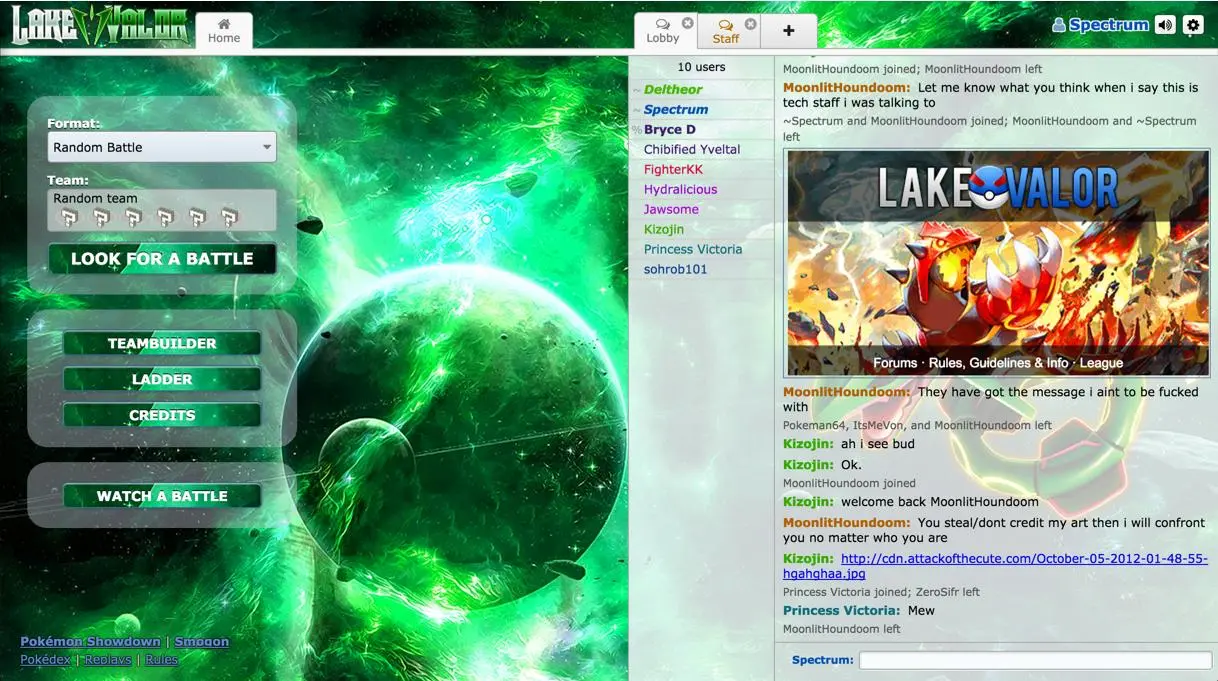 LAKE VALOR
Home
Lobby
Staff
+
Spectrum
Format:
Random Battle
Team:
Random team
LOOK FOR A BATTLE
TEAMBUILDER
LADDER
CREDITS
WATCH A BATTLE
Pokémon Showdown | Smogon
Pokédex | Replays | Rules
10 users
~ Deltheor
~ Spectrum
% Bryce D
Chibified Yveltal
FighterKK
Hydralicious
Jawsome
Kizojin
Princess Victoria
sohrob101
MoonlitHoundoom joined; MoonlitHoundoom left
MoonlitHoundoom: Let me know what you think when i say this is
tech staff i was talking to
~Spectrum and MoonlitHoundoom joined; MoonlitHoundoom and ~Spectrum
left
LAKE VALOR
Forums · Rules, Guidelines & Info · League
MoonlitHoundoom: They have got the message i aint to be fucked
with
Pokeman64, ItsMeVon, and MoonlitHoundoom left
Kizojin: ah i see bud
Kizojin: Ok.
MoonlitHoundoom joined
Kizojin: welcome back MoonlitHoundoom
MoonlitHoundoom: You steal/dont credit my art then i will confront
you no matter who you are
Kizojin: http://cdn.attackofthecute.com/October-05-2012-01-48-55-
hgahghaa.jpg
Princess Victoria joined; ZeroSifr left
Princess Victoria: Mew
MoonlitHoundoom left
Spectrum: